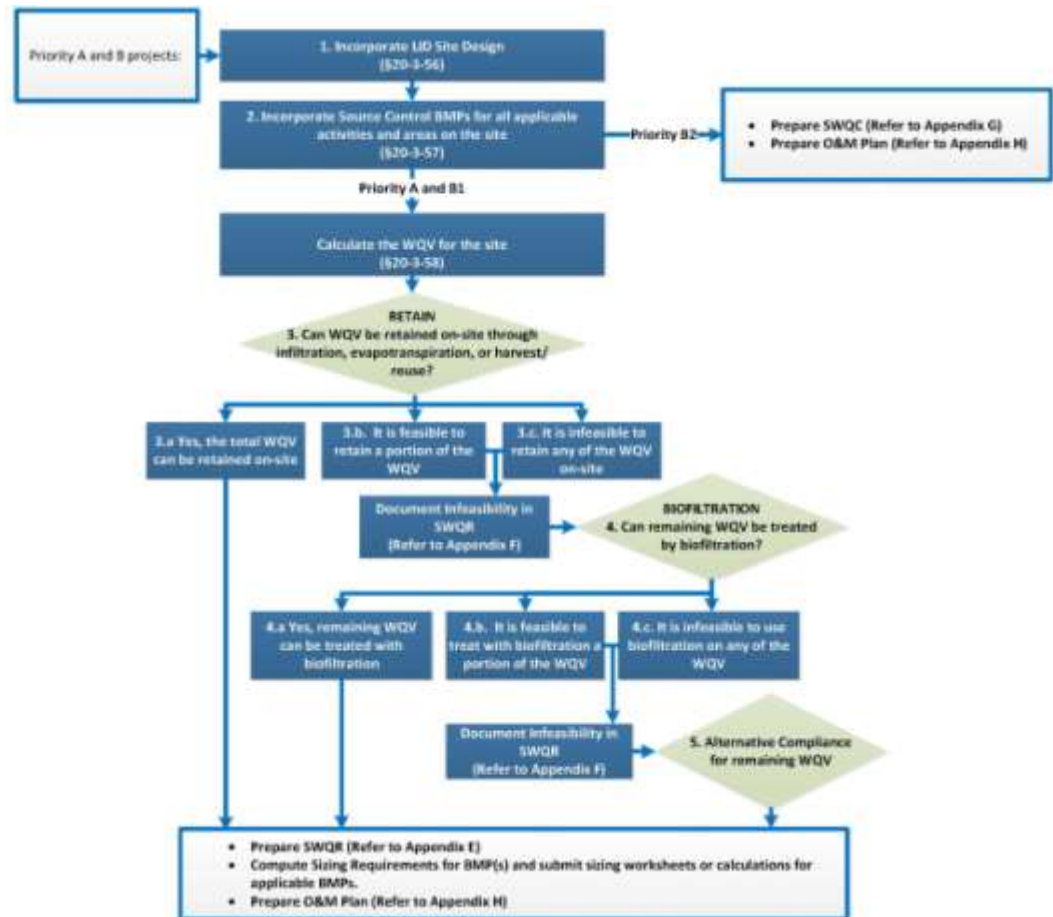 Priority A and B projects:
1. Incorporate LID Site Design
(§20-3-56)
2. Incorporate Source Control BMPs for all applicable
activities and areas on the site
(§20-3-57)
Priority B2
• Prepare SWQC (Refer to Appendix G)
• Prepare O&M Plan (Refer to Appendix H)
Priority A and B1
Calculate the WQV for the site
(§20-3-58)
RETAIN
3. Can WQV be retained on-site through
infiltration, evapotranspiration, or harvest/
reuse?
3.a Yes, the total WQV
can be retained on-site
3.b. It is feasible to
retain a portion of the
WQV
3.c. It is infeasible to
retain any of the WQV
on-site
Document Infeasibility in
SWQR
(Refer to Appendix F)
BIOFILTRATION
4. Can remaining WQV be treated
by biofiltration?
4.a Yes, remaining WQV
can be treated with
biofiltration
4.b. It is feasible to
treat with biofiltration a
portion of the WQV
4.c. It is infeasible to use
biofiltration on any of the
WQV
Document Infeasibility in
SWQR
(Refer to Appendix F)
5. Alternative Compliance
for remaining WQV
• Prepare SWQR (Refer to Appendix E)
• Compute Sizing Requirements for BMP(s) and submit sizing worksheets or calculations for
applicable BMPs.
• Prepare O&M Plan (Refer to Appendix H)